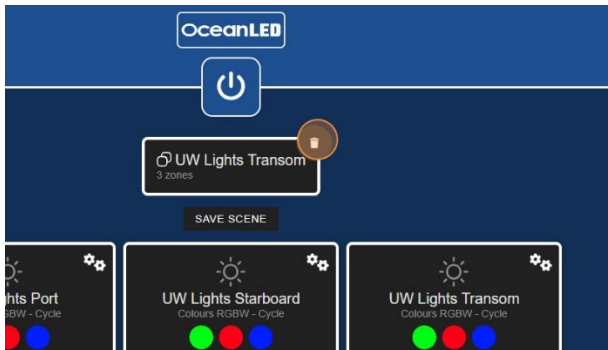 OceanLED
UW Lights Transom
3 zones
SAVE SCENE
hts Port
GBW - Cycle
UW Lights Starboard
Colours RGBW - Cycle
UW Lights Transom
Colours RGBW - Cycle